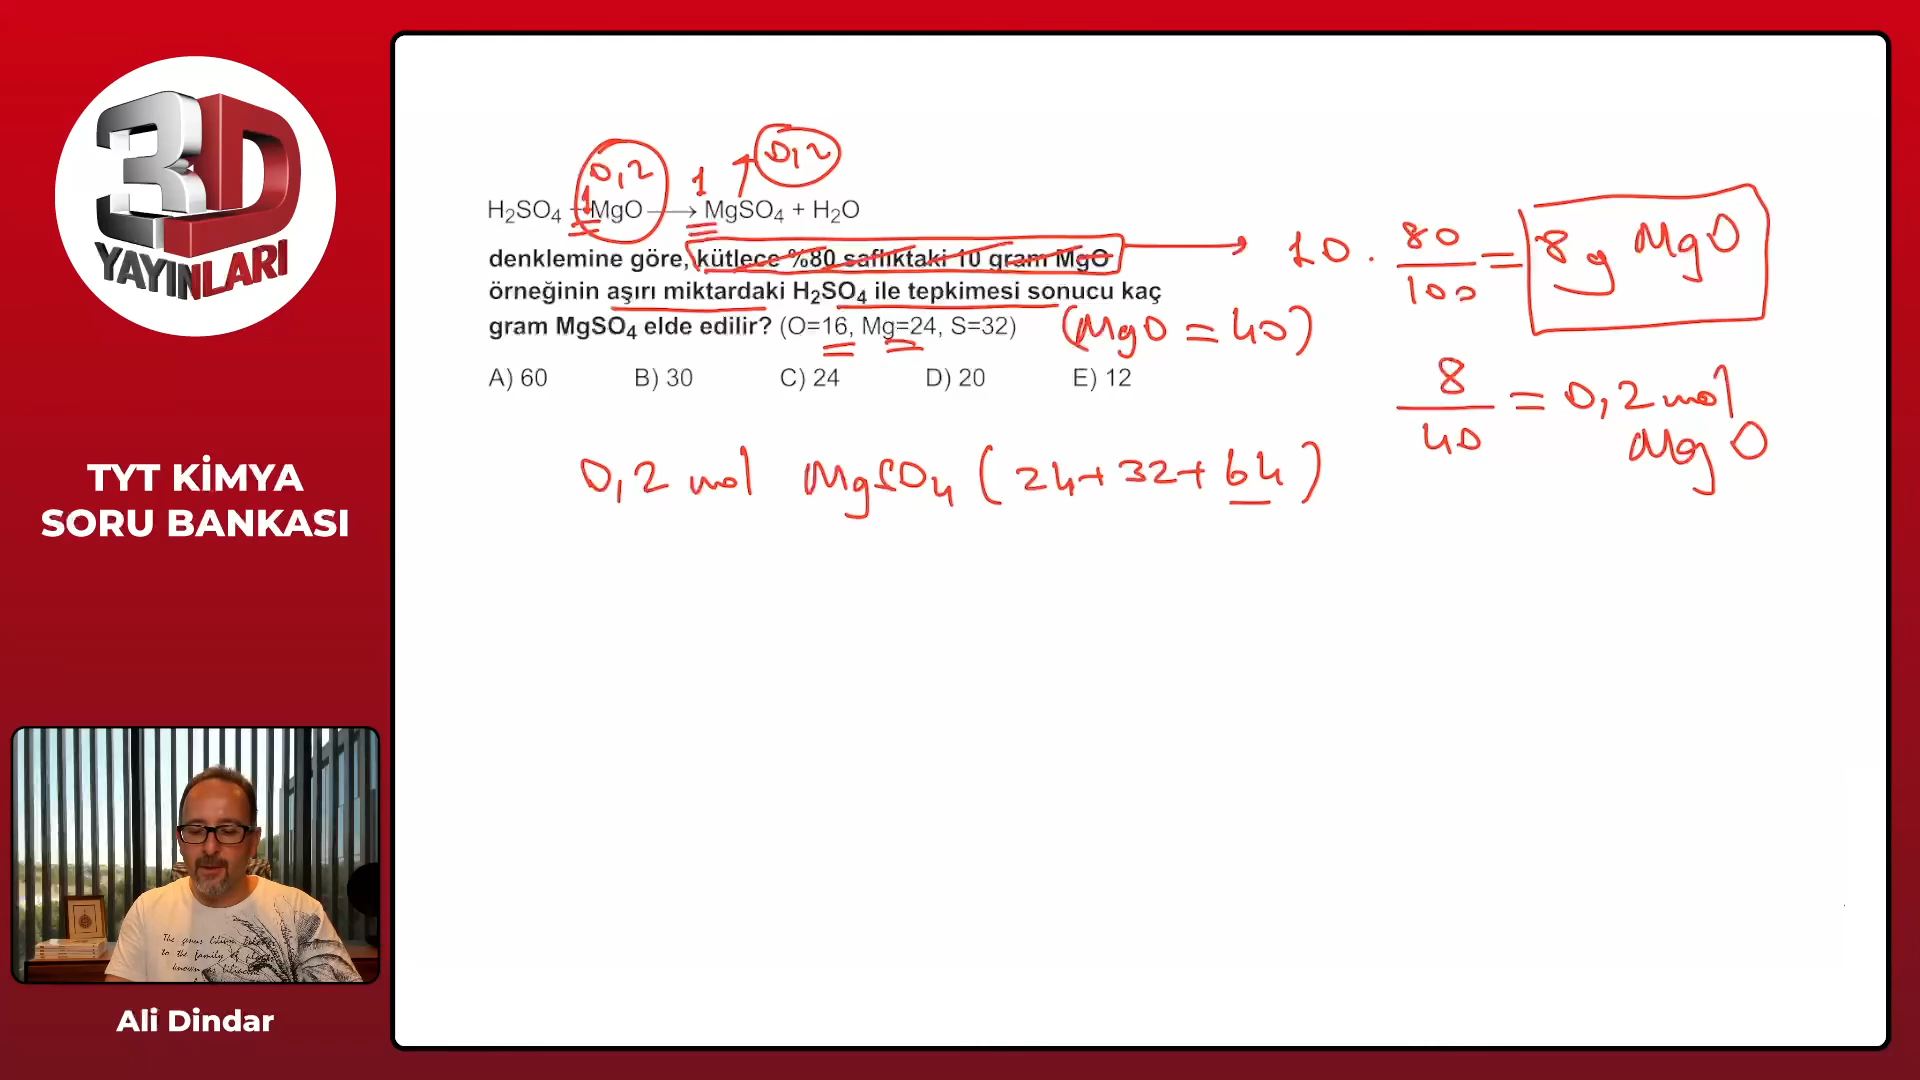 3D
YAYINLARI
TYT KİMYA
SORU BANKASI
Ali Dindar
0,2
1
0,2
H₂SO₄ + MgO ⟶ MgSO₄ + H₂O
1
denklemine göre, kütlece %80 saflıktaki 10 gram MgO
örneğinin aşırı miktardaki H₂SO₄ ile tepkimesi sonucu kaç
gram MgSO₄ elde edilir? (O=16, Mg=24, S=32)
(MgO = 40)
A) 60 B) 30 C) 24 D) 20 E) 12
10 . 80/100 = 8 g MgO
8/40 = 0,2 mol
MgO
0,2 mol MgSO₄ (24+32+64)